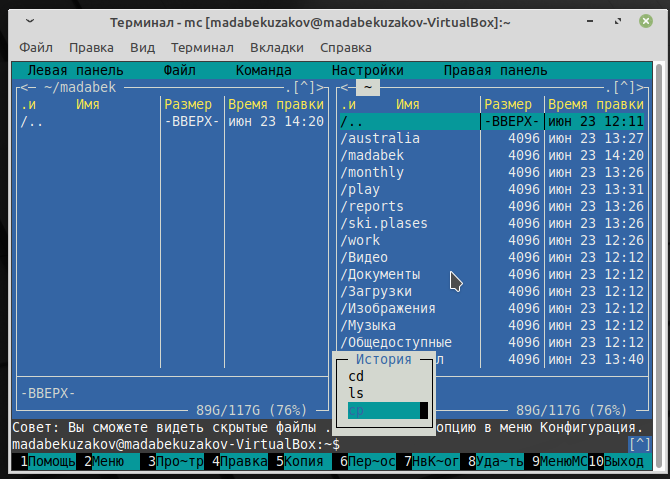 Терминал - mc [madabekuzakov@madabekuzakov-VirtualBox]:~
Файл Правка Вид Терминал Вкладки Справка
Левая панель Файл Команда Настройки Правая панель
<— ~/madabek .[^]> <— ~ .[^]>
.и Имя Размер Время правки .и Имя Размер Время правки
/.. -ВВЕРХ- июн 23 14:20 /.. -ВВЕРХ- июн 23 12:11
/australia 4096 июн 23 13:27
/madabek 4096 июн 23 14:20
/monthly 4096 июн 23 13:26
/play 4096 июн 23 13:31
/reports 4096 июн 23 13:26
/ski.plases 4096 июн 23 13:26
/work 4096 июн 23 12:26
/Видео 4096 июн 23 12:12
/Документы 4096 июн 23 12:12
/Загрузки 4096 июн 23 12:12
/Изображения 4096 июн 23 12:12
/Музыка 4096 июн 23 12:12
/Общедоступные 4096 июн 23 12:12
л 4096 июн 23 13:40
История
cd
ls
cp
-ВВЕРХ-
89G/117G (76%) 89G/117G (76%)
Совет: Вы сможете видеть скрытые файлы . опцию в меню Конфигурация.
madabekuzakov@madabekuzakov-VirtualBox:~$ [^]
1Помощь 2Меню 3Про~тр 4Правка 5Копия 6Пер~ос 7НвК~ог 8Уда~ть 9МенюМС 10Выход